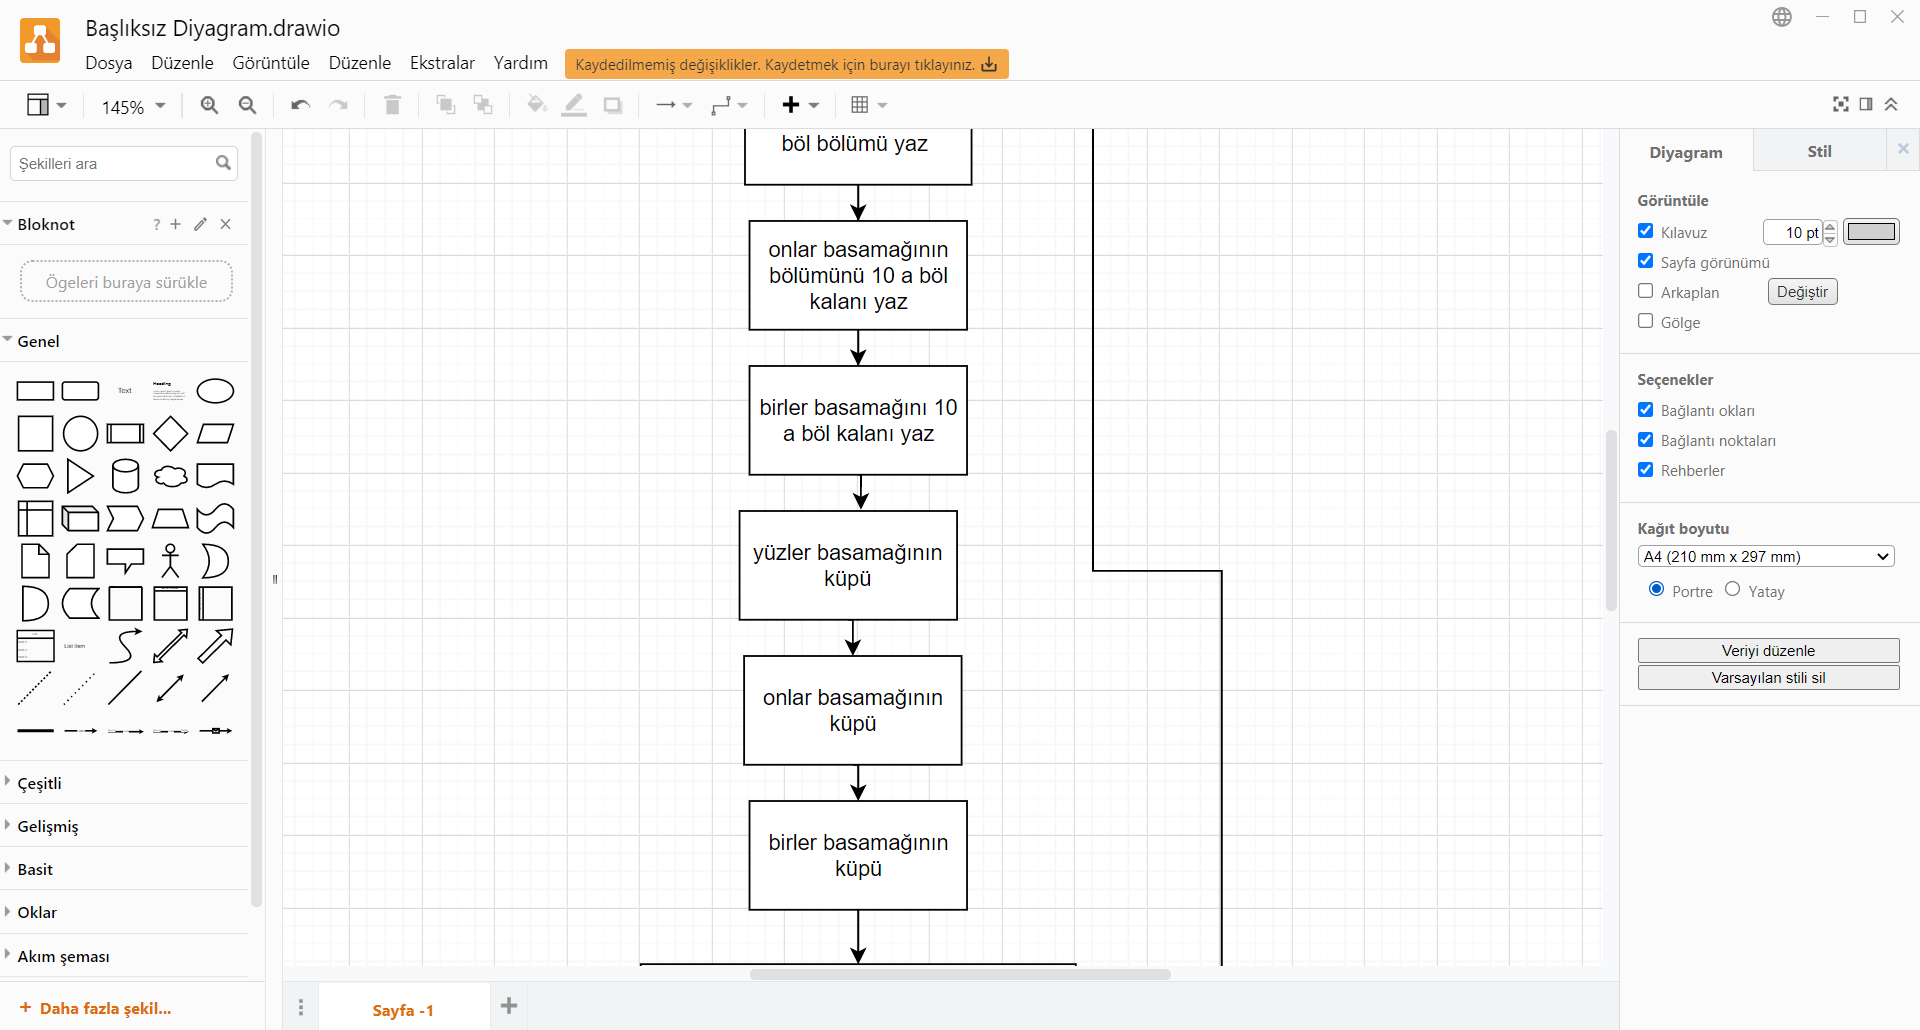 Başlıksız Diyagram.drawio
Dosya Düzenle Görüntüle Düzenle Ekstralar Yardım
Kaydedilmemiş değişiklikler. Kaydetmek için burayı tıklayınız.
145%
Şekilleri ara
Bloknot
?
Ögeleri buraya sürükle
Genel
Text
Heading
List Item
Çeşitli
Gelişmiş
Basit
Oklar
Akım şeması
+ Daha fazla şekil...
böl bölümü yaz
onlar basamağının
bölümünü 10 a böl
kalanı yaz
birler basamağını 10
a böl kalanı yaz
yüzler basamağının
küpü
onlar basamağının
küpü
birler basamağının
küpü
Sayfa -1
Diyagram
Stil
Görüntüle
Kılavuz
10 pt
Sayfa görünümü
Arkaplan
Değiştir
Gölge
Seçenekler
Bağlantı okları
Bağlantı noktaları
Rehberler
Kağıt boyutu
A4 (210 mm x 297 mm)
Portre
Yatay
Veriyi düzenle
Varsayılan stili sil